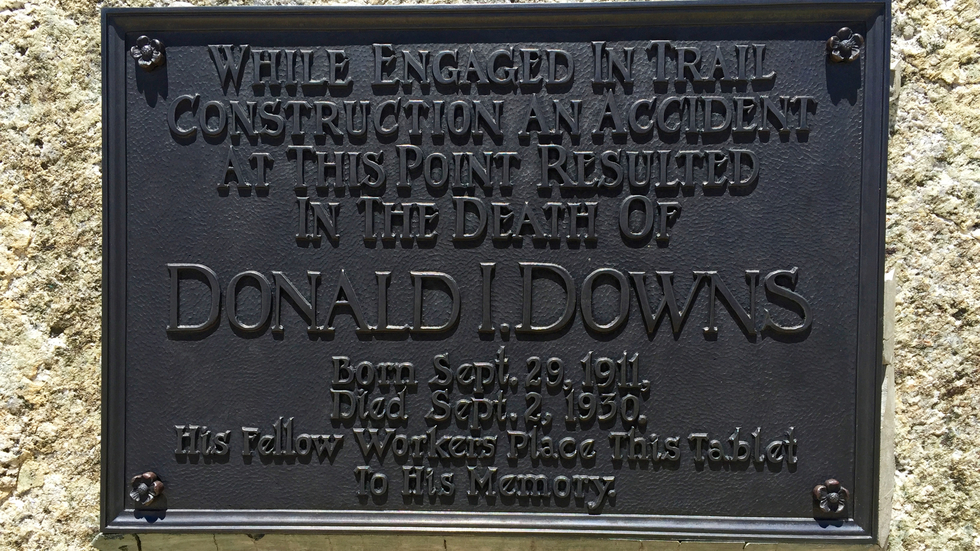 While Engaged In Trail
Construction An Accident
At This Point Resulted
In The Death Of
Donald I. Downs
Born Sept. 29, 1911.
Died Sept. 2, 1930.
His Fellow Workers Place This Tablet
To His Memory.